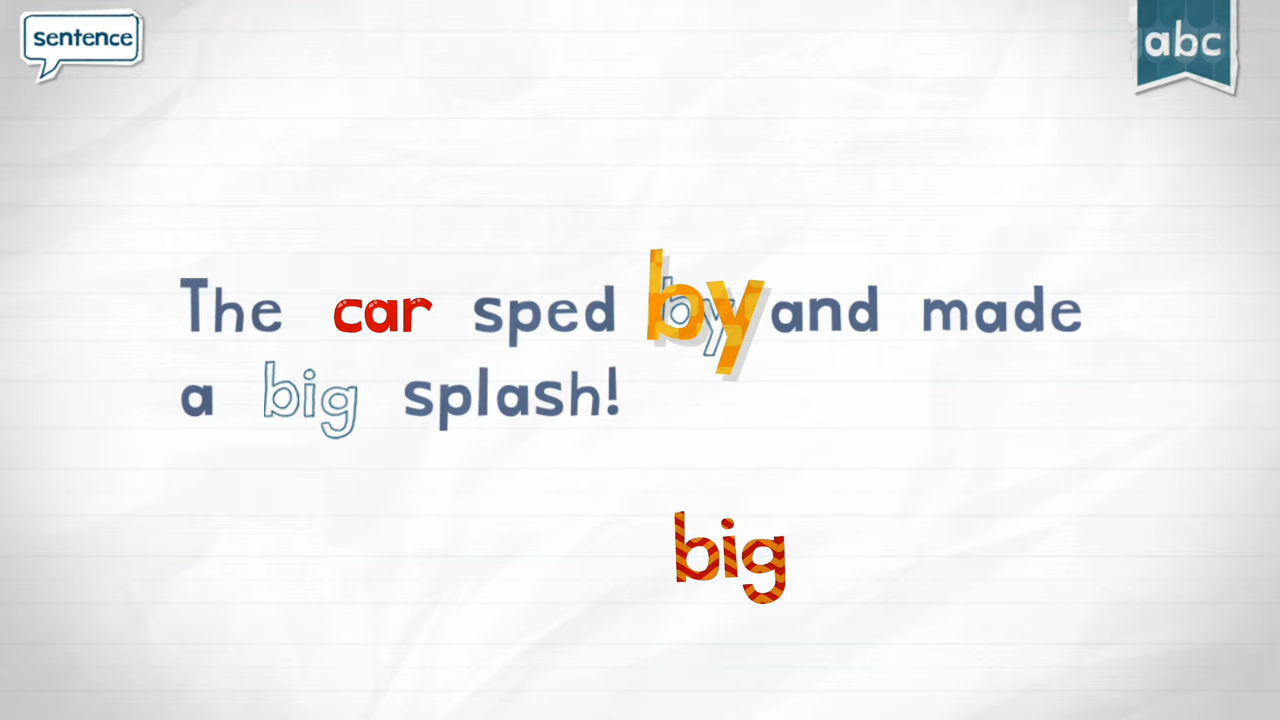 sentence
abc
The car sped by and made
a big splash!
big